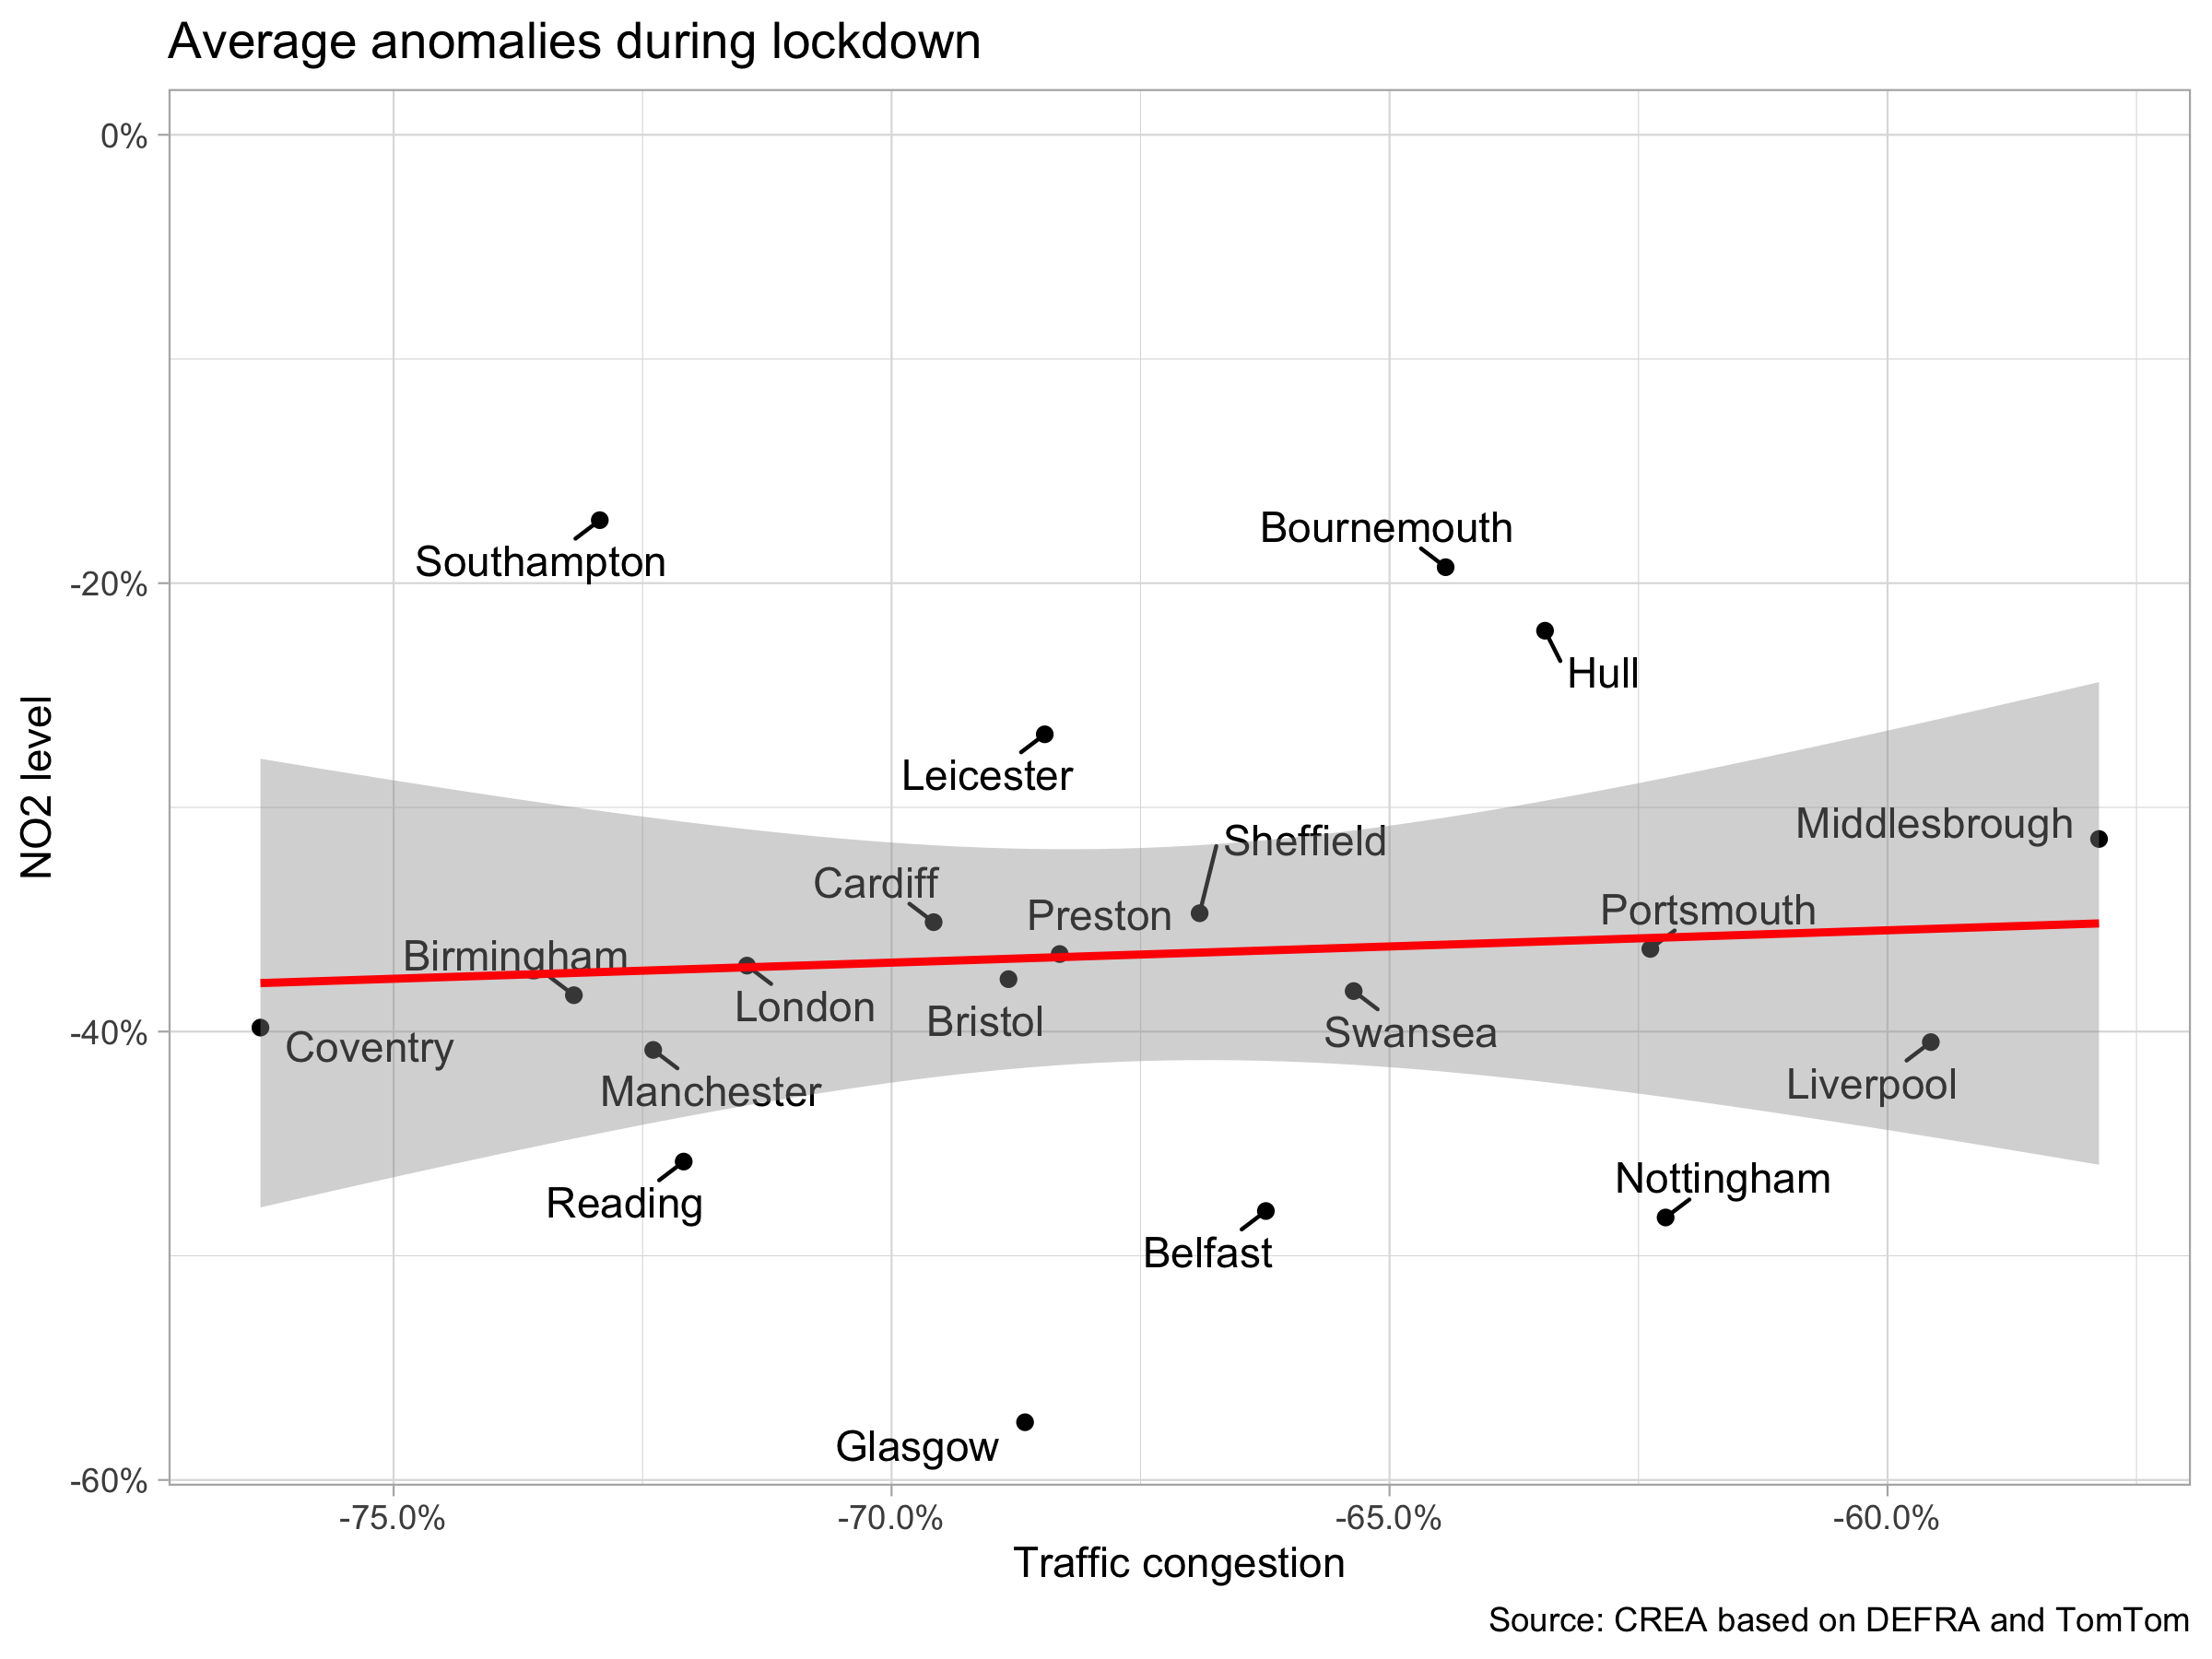 Average anomalies during lockdown
NO2 level
0%
-20%
-40%
-60%
Southampton
Bournemouth
Hull
Leicester
Middlesbrough
Sheffield
Cardiff
Preston
Portsmouth
Birmingham
London
Bristol
Swansea
Coventry
Manchester
Liverpool
Reading
Nottingham
Belfast
Glasgow
-75.0%
-70.0%
-65.0%
-60.0%
Traffic congestion
Source: CREA based on DEFRA and TomTom